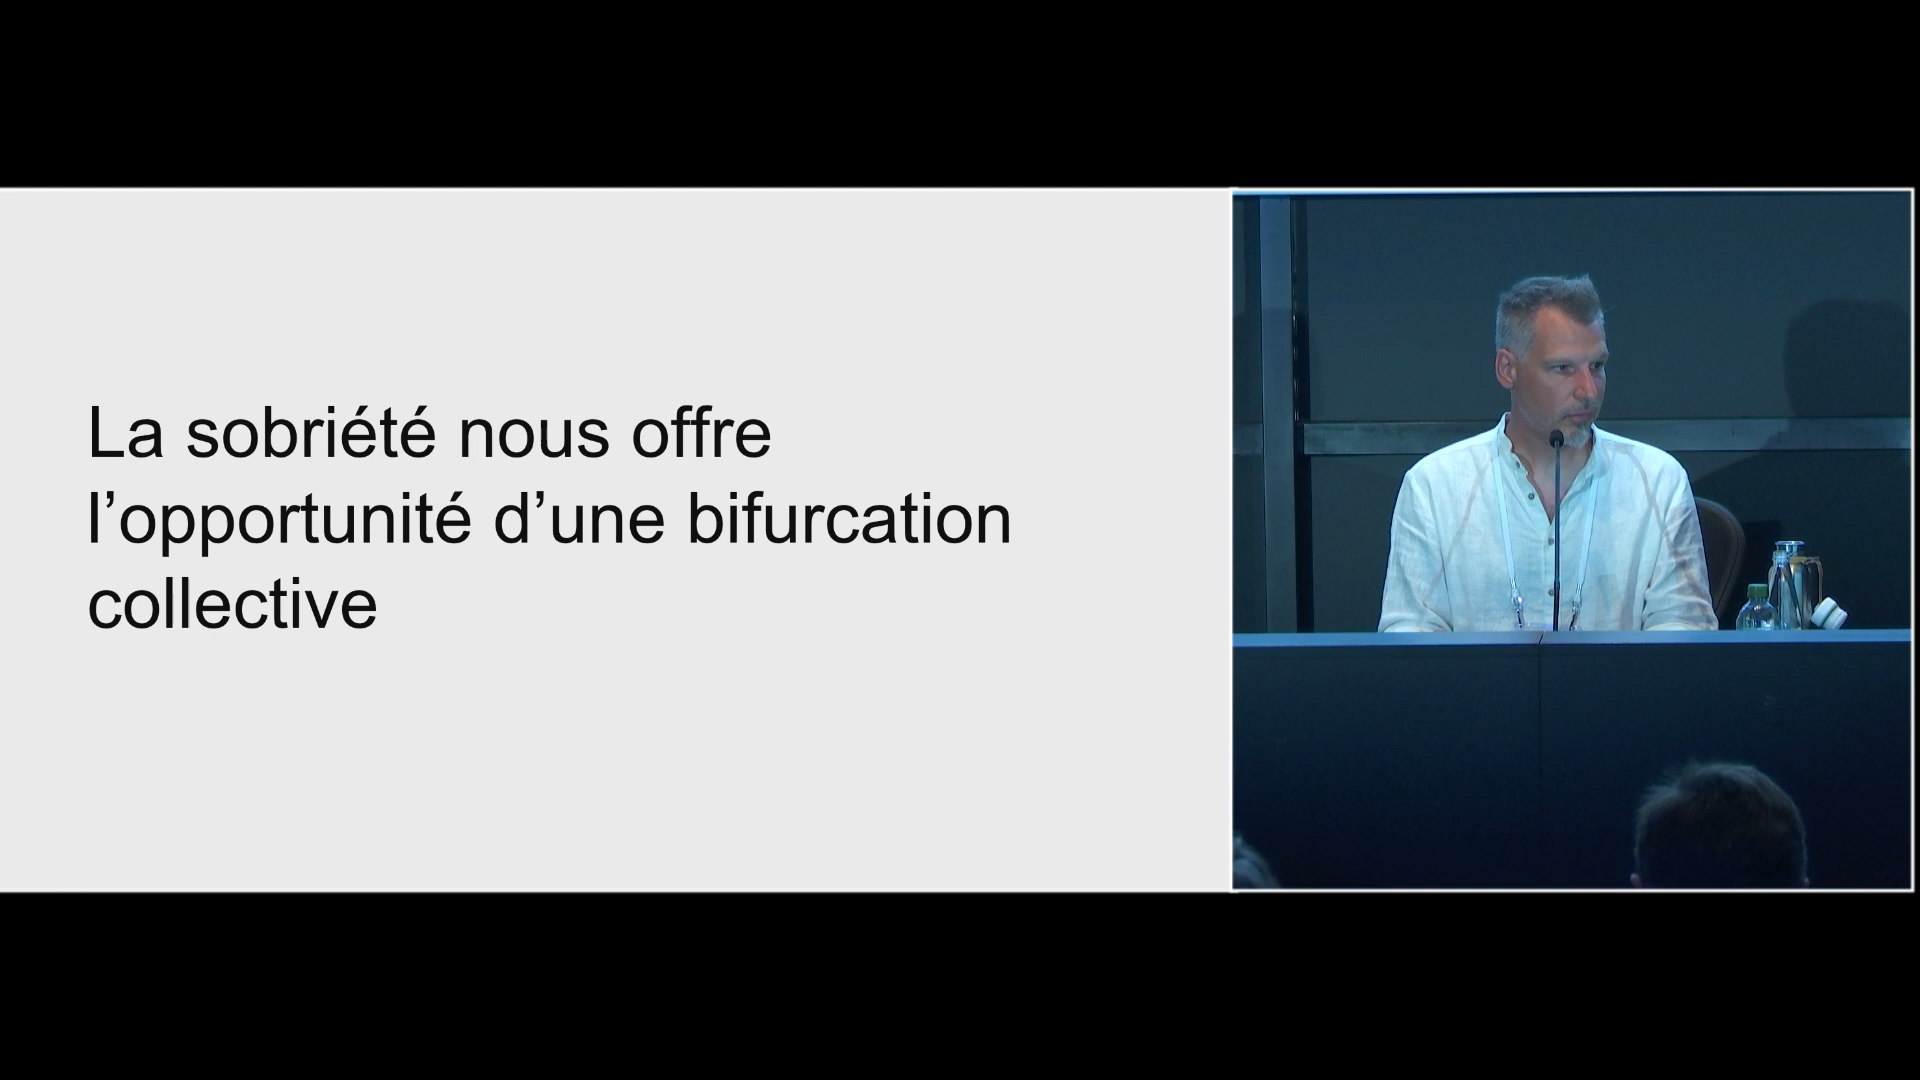 La sobriété nous offre
l’opportunité d’une bifurcation
collective